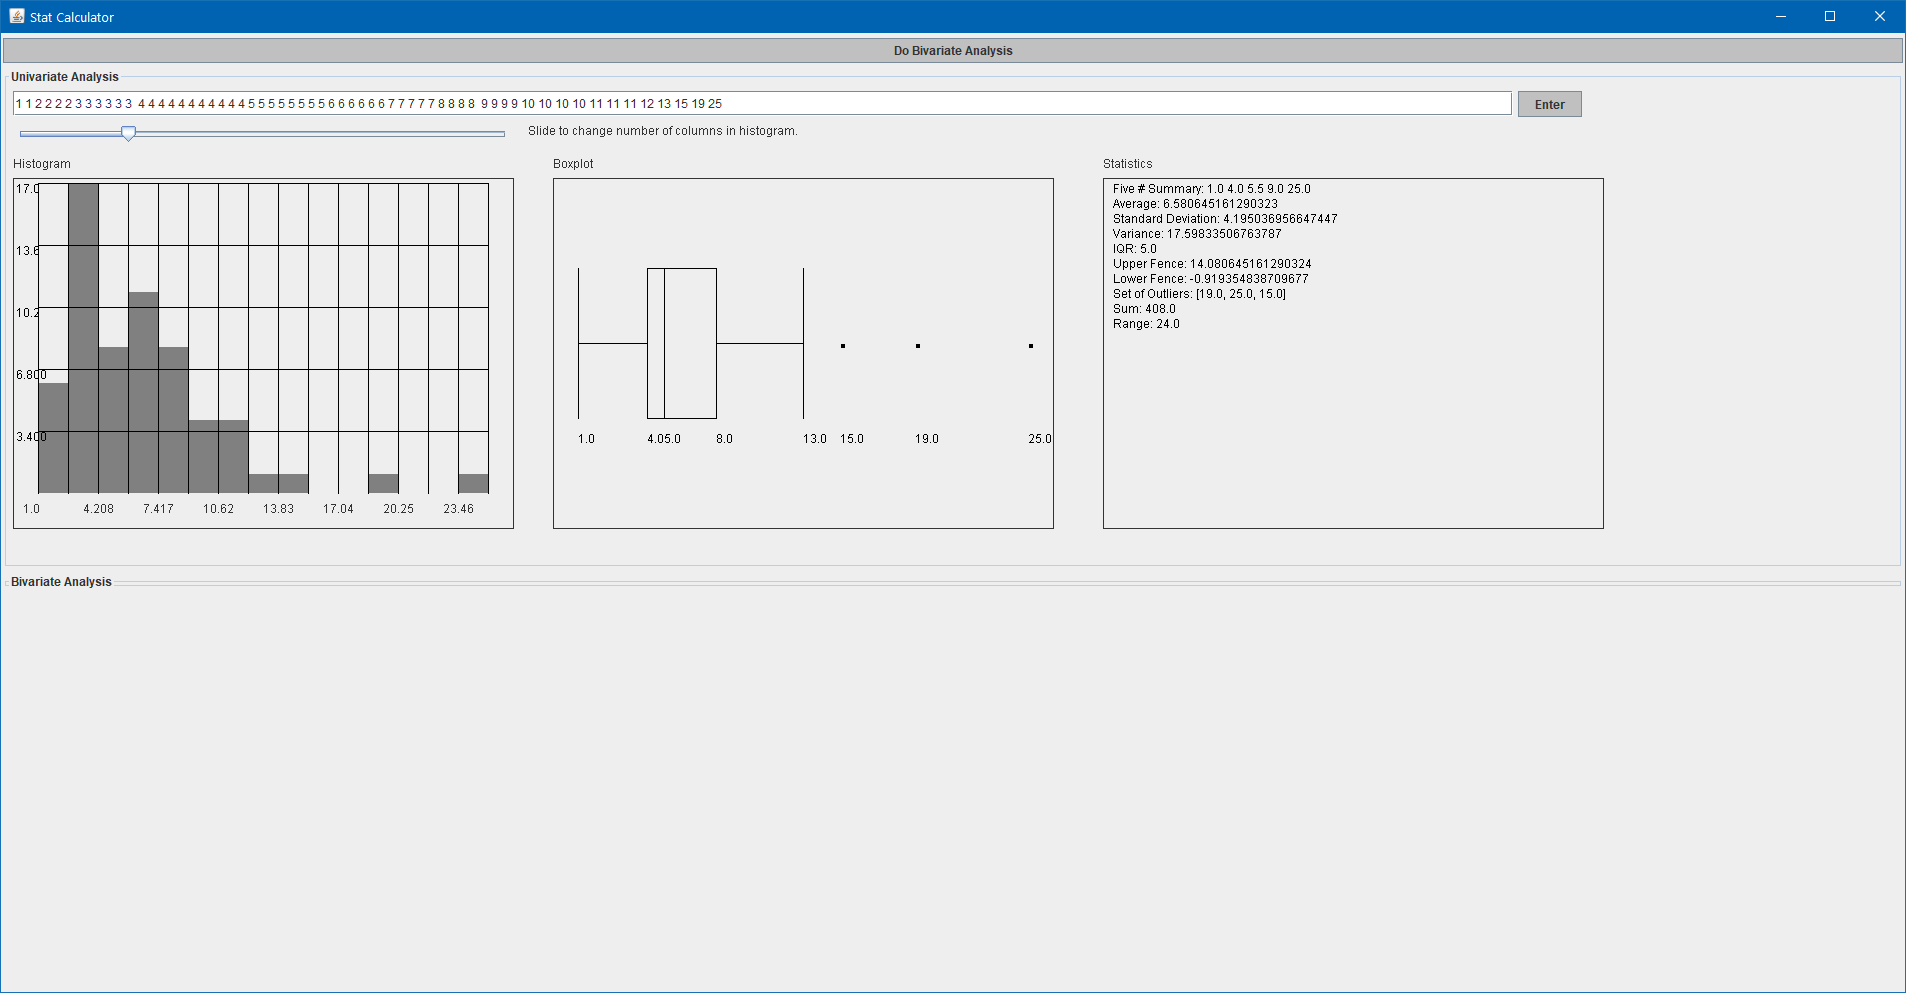 Stat Calculator
Do Bivariate Analysis
Univariate Analysis
1 1 2 2 2 2 3 3 3 3 3 3  4 4 4 4 4 4 4 4 4 4 4 5 5 5 5 5 5 5 5 6 6 6 6 6 6 7 7 7 7 7 8 8 8 8  9 9 9 9 10 10 10 10 11 11 11 12 13 15 19 25
Enter
Slide to change number of columns in histogram.
Histogram
17.0
13.6
10.2
6.800
3.400
1.0 4.208 7.417 10.62 13.83 17.04 20.25 23.46
Boxplot
1.0 4.05.0 8.0 13.0 15.0 19.0 25.0
Statistics
Five # Summary: 1.0 4.0 5.5 9.0 25.0
Average: 6.580645161290323
Standard Deviation: 4.195036956647447
Variance: 17.59833506763787
IQR: 5.0
Upper Fence: 14.080645161290324
Lower Fence: -0.919354838709677
Set of Outliers: [19.0, 25.0, 15.0]
Sum: 408.0
Range: 24.0
Bivariate Analysis